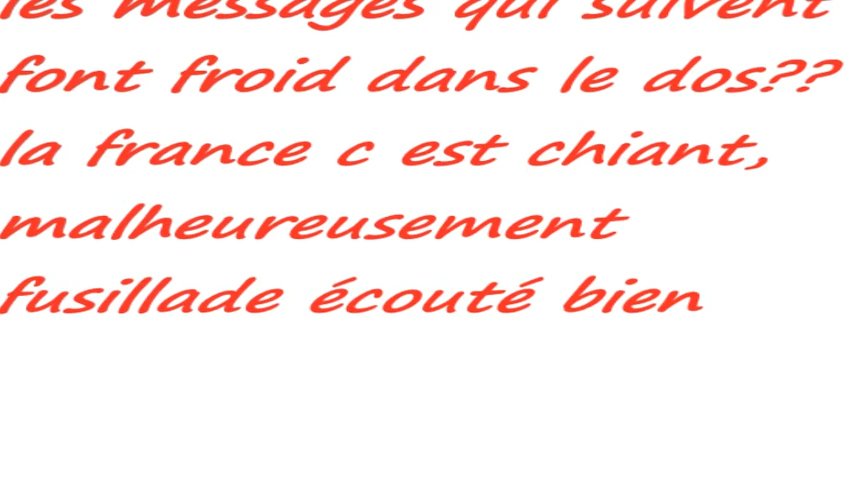 les messages qui suivent
font froid dans le dos??
la france c est chiant,
malheureusement
fusillade écouté bien